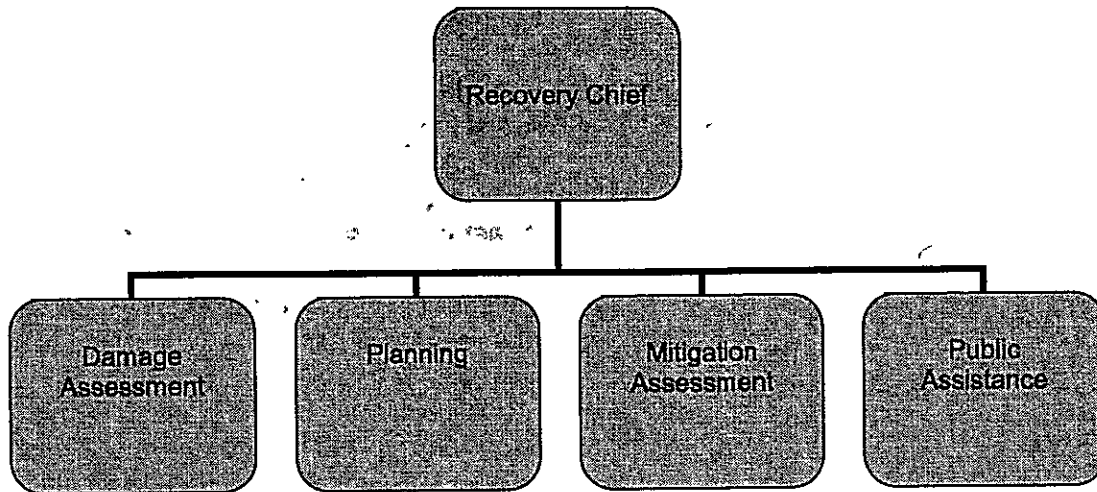 Recovery Chief
Damage
Assessment
Planning
Mitigation
Assessment
Public
Assistance